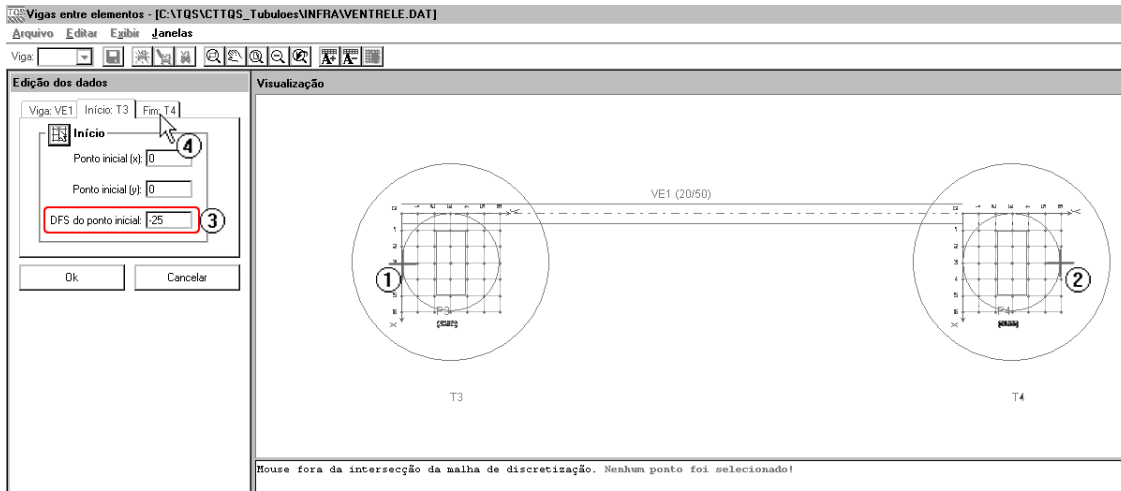 Vigas entre elementos - [C:\TQS\CTTQS_Tubuloes\INFRA\VENTRELE.DAT]
Arquivo Editar Exibir Janelas
Viga:
Edição dos dados
Visualização
Viga: VE1 Início: T3 Fim: T4
4
Início
Ponto inicial (x): 0
Ponto inicial (y): 0
DFS do ponto inicial: -25
3
Ok Cancelar
VE1 (20/50)
1
2
P3
P4
T3
T4
Mouse fora da intersecção da malha de discretização. Nenhum ponto foi selecionado!